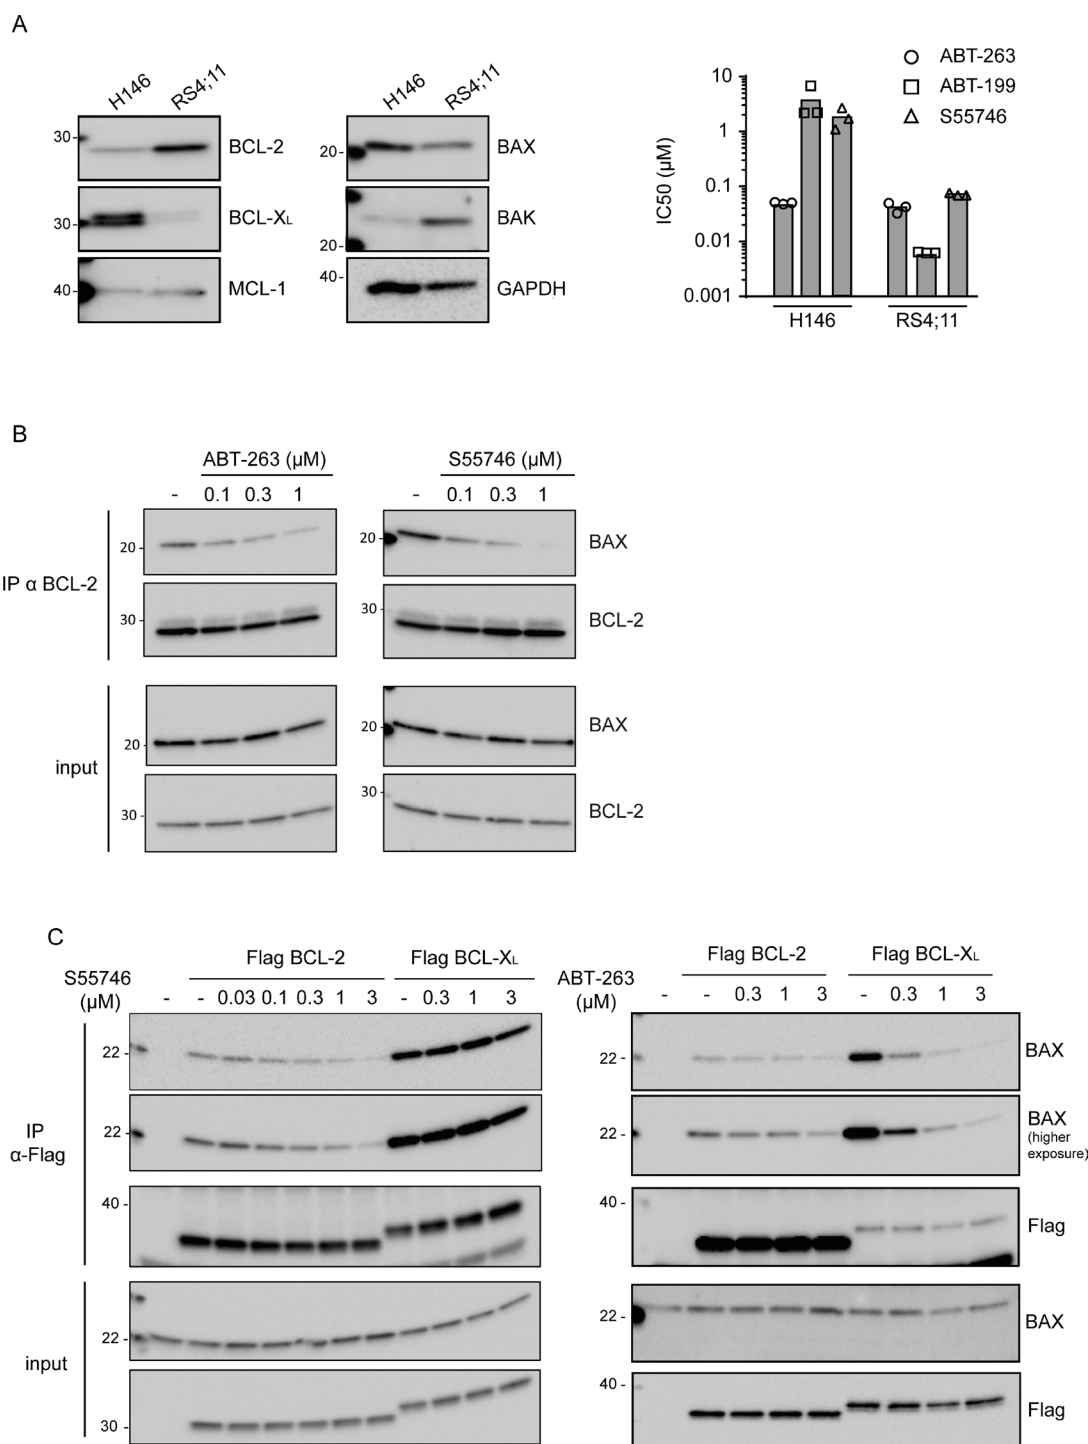 A
H146 RS4;11
30- BCL-2
30- BCL-XL
40- MCL-1
H146 RS4;11
20- BAX
20- BAK
40- GAPDH
ABT-263
ABT-199
S55746
IC50 (µM)
10
1
0.1
0.01
0.001
H146 RS4;11
B
ABT-263 (µM)
- 0.1 0.3 1
S55746 (µM)
- 0.1 0.3 1
IP α BCL-2
20 - 20 - BAX
30 - 30 - BCL-2
input
20 - 20 - BAX
30 - 30 - BCL-2
C
S55746 (µM)
Flag BCL-2 Flag BCL-XL
- - 0.03 0.1 0.3 1 3 - 0.3 1 3
ABT-263 (µM)
Flag BCL-2 Flag BCL-XL
- - 0.3 1 3 - 0.3 1 3
IP α-Flag
22 - 22 - BAX
22 - 22 - BAX (higher exposure)
40 - 40 - Flag
input
22 - 22 - BAX
30 - 40 - Flag